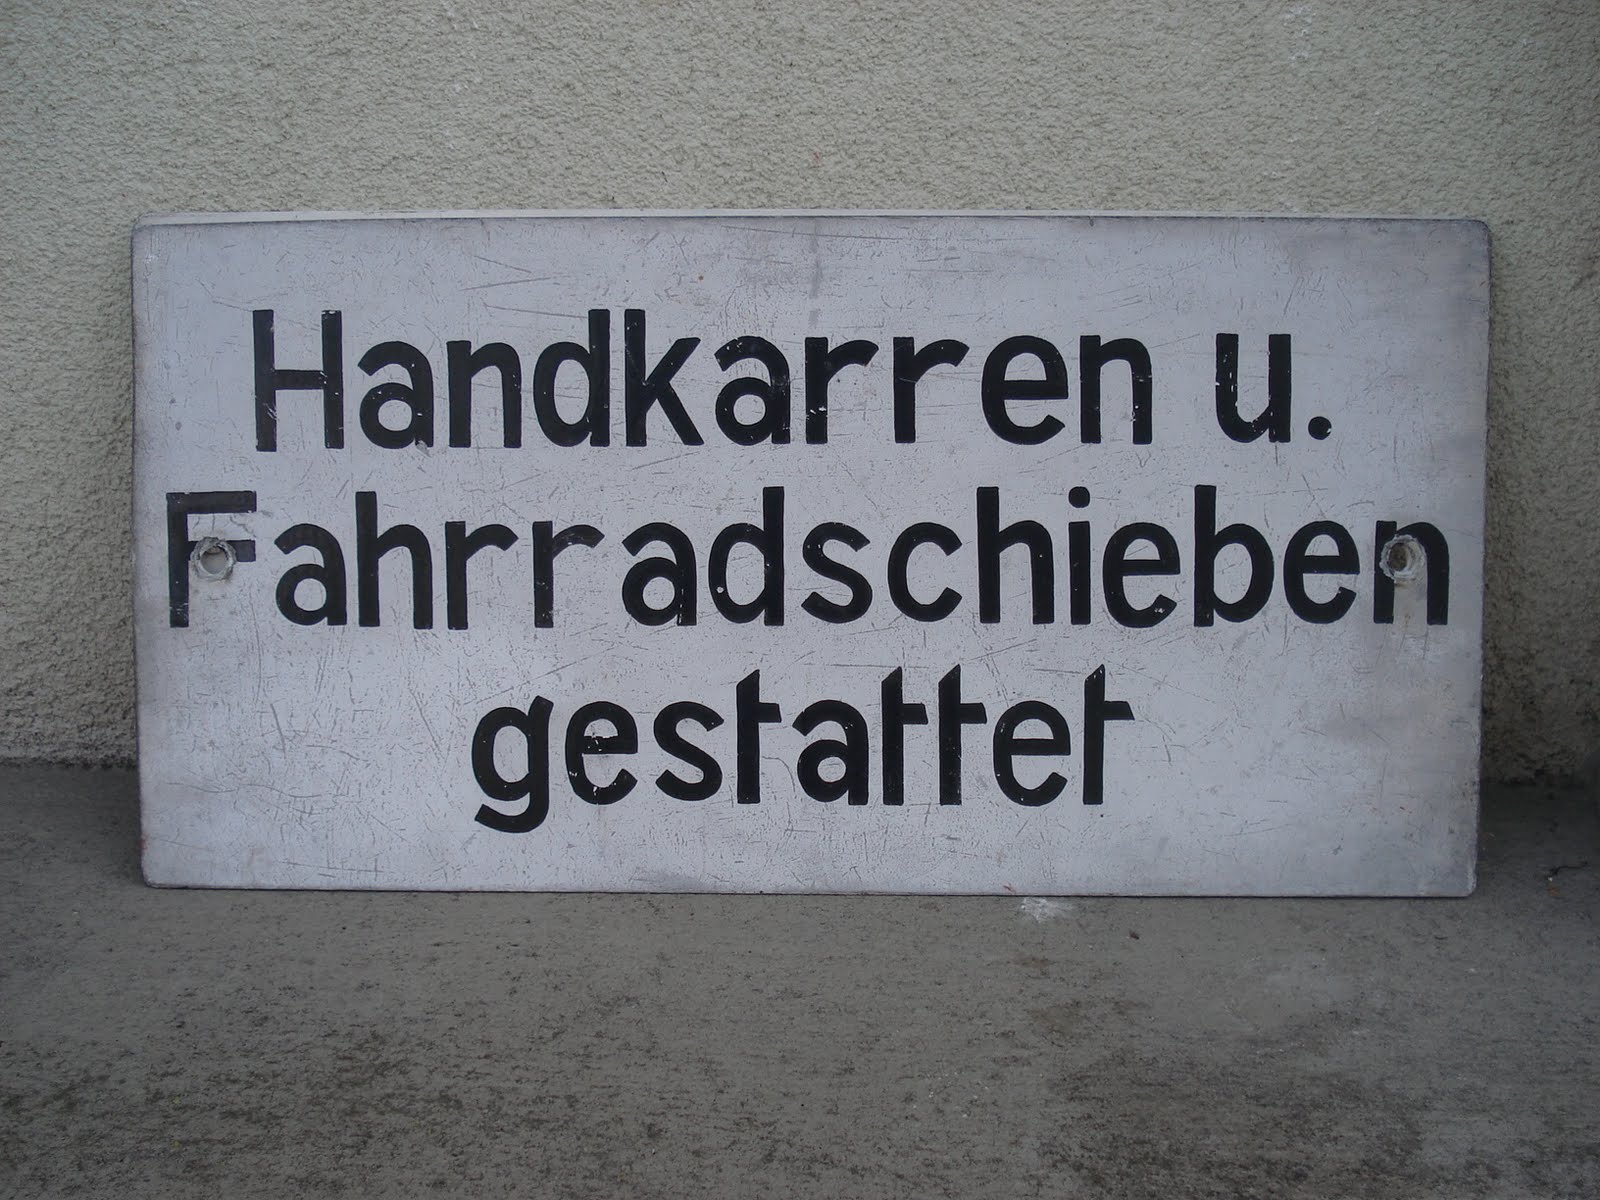 Handkarren u.
Fahrradschieben
gestattet